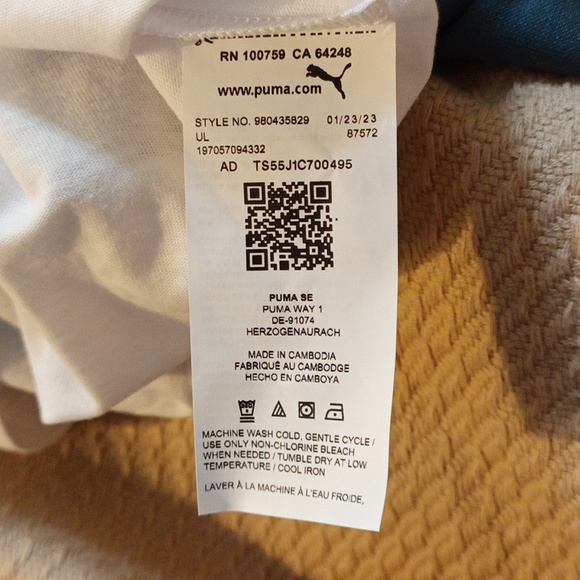 RN 100759 CA 64248
www.puma.com
STYLE NO. 980435829 01/23/23
UL 87572
197057094332
AD TS55J1C700495
PUMA SE
PUMA WAY 1
DE-91074
HERZOGENAURACH
MADE IN CAMBODIA
FABRIQUÉ AU CAMBODGE
HECHO EN CAMBOYA
MACHINE WASH COLD, GENTLE CYCLE /
USE ONLY NON-CHLORINE BLEACH
WHEN NEEDED / TUMBLE DRY AT LOW
TEMPERATURE / COOL IRON
LAVER À LA MACHINE À L'EAU FROIDE,